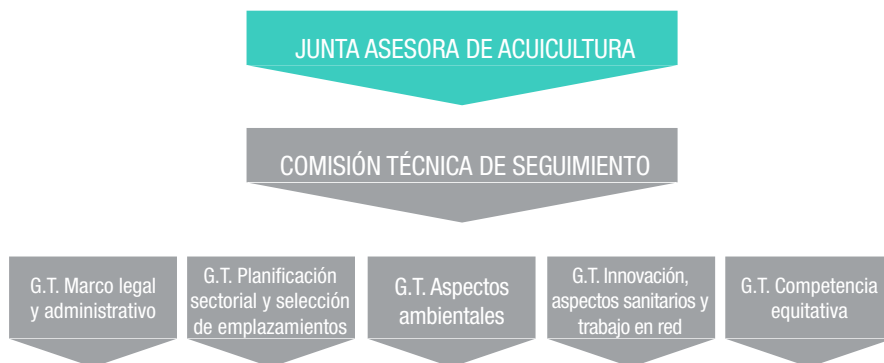 JUNTA ASESORA DE ACUICULTURA
COMISIÓN TÉCNICA DE SEGUIMIENTO
G.T. Marco legal
y administrativo
G.T. Planificación
sectorial y selección
de emplazamientos
G.T. Aspectos
ambientales
G.T. Innovación,
aspectos sanitarios y
trabajo en red
G.T. Competencia
equitativa